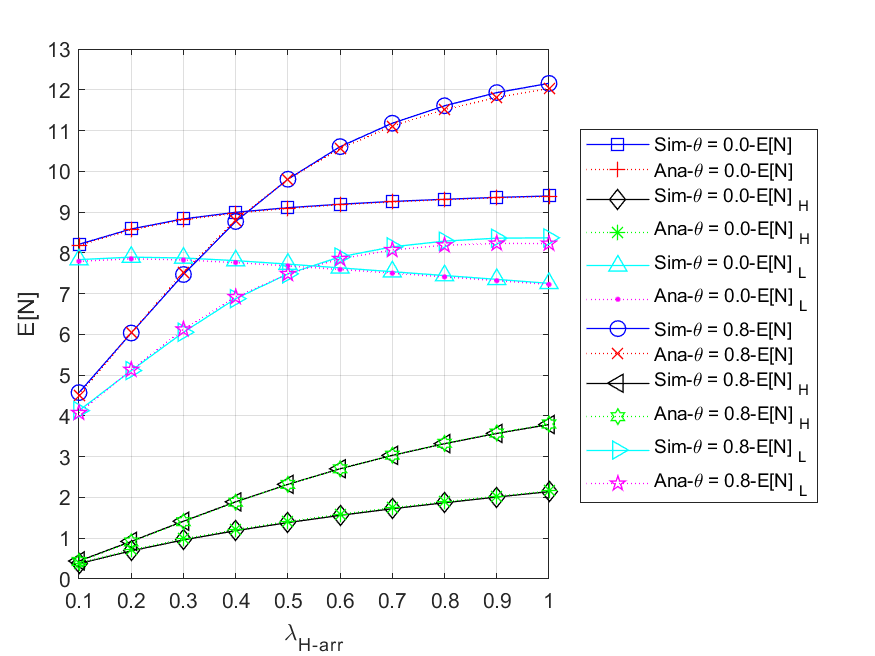 13
12
11
10
9
8
7
6
5
4
3
2
1
0
E[N]
0.1 0.2 0.3 0.4 0.5 0.6 0.7 0.8 0.9 1
λH-arr
Sim-θ = 0.0-E[N]
Ana-θ = 0.0-E[N]
Sim-θ = 0.0-E[N] H
Ana-θ = 0.0-E[N] H
Sim-θ = 0.0-E[N] L
Ana-θ = 0.0-E[N] L
Sim-θ = 0.8-E[N]
Ana-θ = 0.8-E[N]
Sim-θ = 0.8-E[N] H
Ana-θ = 0.8-E[N] H
Sim-θ = 0.8-E[N] L
Ana-θ = 0.8-E[N] L